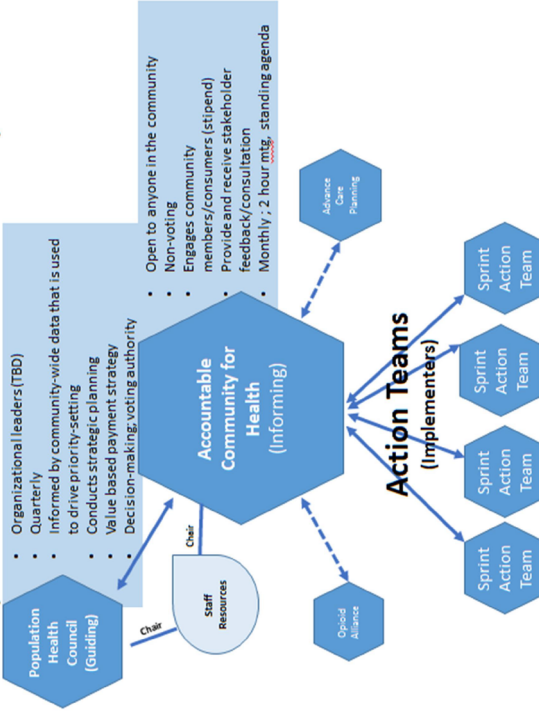 Population
Health
Council
(Guiding)
• Organizational leaders (TBD)
• Quarterly
• Informed by community-wide data that is used
to drive priority-setting
• Conducts strategic planning
• Value based payment strategy
• Decision-making; voting authority
Chair
Staff
Resources
Chair
Accountable
Community for
Health
(Informing)
• Open to anyone in the community
• Non-voting
• Engages community
members/consumers (stipend)
• Provide and receive stakeholder
feedback/consultation
• Monthly ; 2 hour mtg, standing agenda
Opioid
Alliance
Advance
Care
Planning
Action Teams
(Implementers)
Sprint
Action
Team
Sprint
Action
Team
Sprint
Action
Team
Sprint
Action
Team